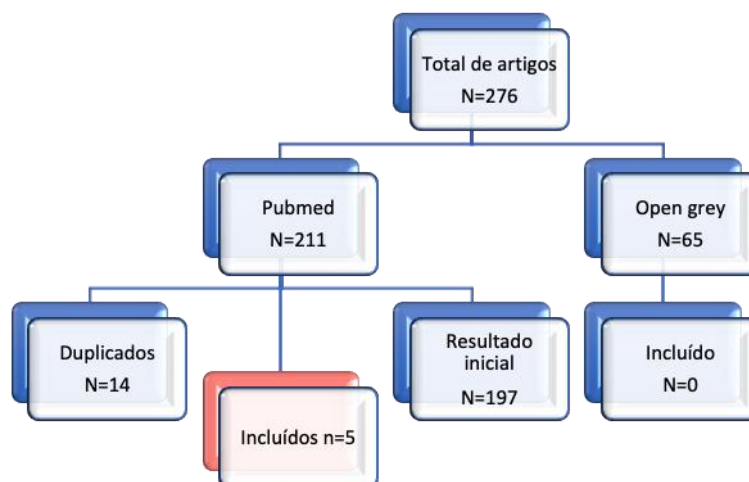 Total de artigos
N=276
Pubmed
N=211
Open grey
N=65
Duplicados
N=14
Incluídos n=5
Resultado
inicial
N=197
Incluído
N=0